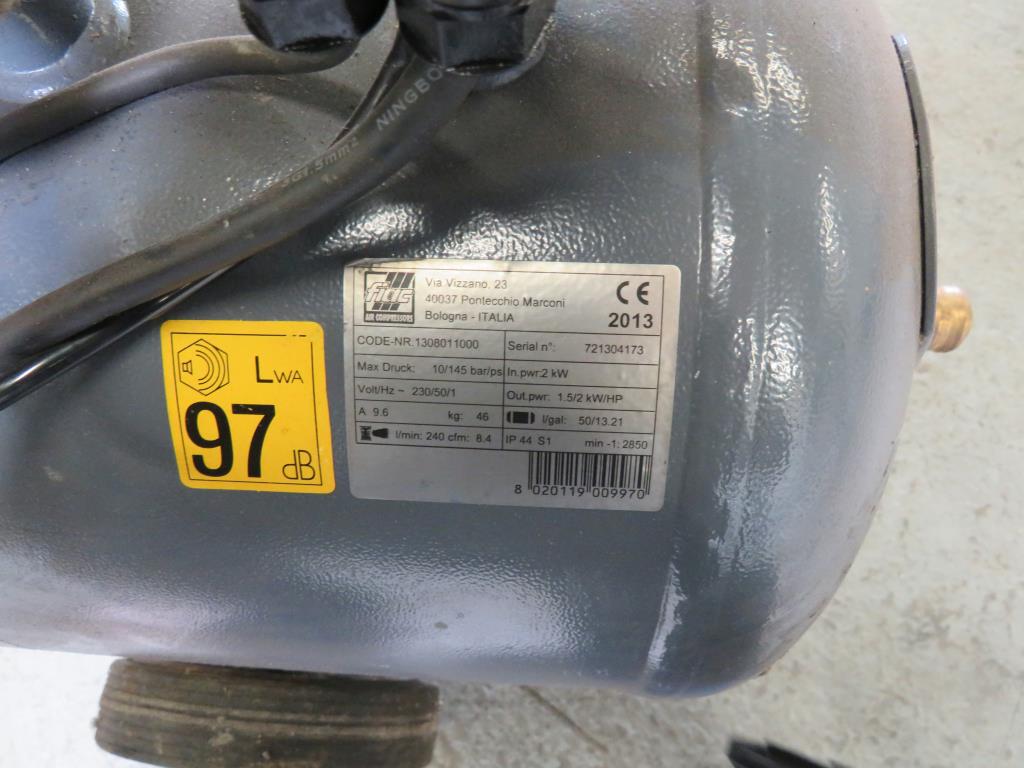 NINGBO
3G1.5mm2
fiac
AIR COMPRESSORS
Via Vizzano, 23
40037 Pontecchio Marconi
Bologna - ITALIA
CE
2013
CODE-NR.1308011000
Serial n°: 721304173
Max Druck: 10/145 bar/ps
In.pwr:2 kW
Volt/Hz ~ 230/50/1
Out.pwr: 1.5/2 kW/HP
A 9.6 kg: 46
l/gal: 50/13.21
l/min: 240 cfm: 8.4
IP 44 S1 min -1: 2850
8 020119 009970
LWA
97
dB